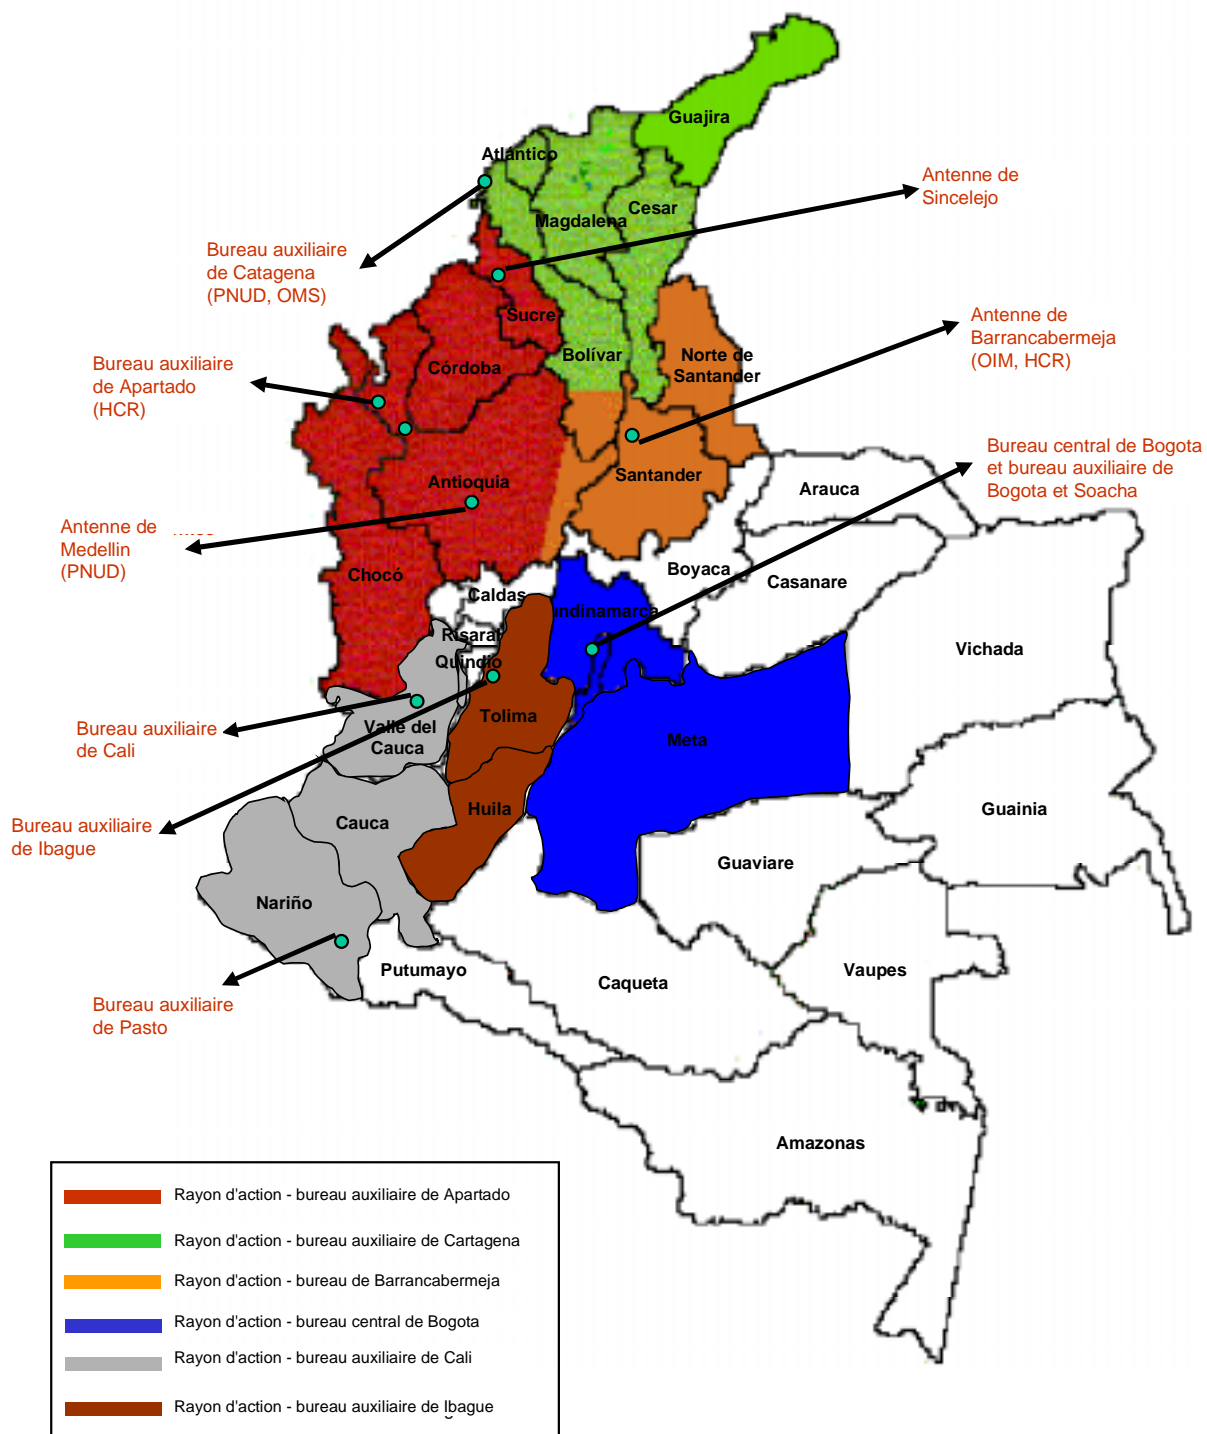 Guajira
Atlántico
Antenne de
Sincelejo
Cesar
Magdalena
Bureau auxiliaire
de Catagena
(PNUD, OMS)
Sucre
Antenne de
Barrancabermeja
(OIM, HCR)
Bolívar
Norte de
Santander
Bureau auxiliaire
de Apartado
(HCR)
Córdoba
Bureau central de Bogota
et bureau auxiliaire de
Bogota et Soacha
Santander
Antioquia
Arauca
Antenne de
Medellin
(PNUD)
Chocó
Boyaca
Casanare
Caldas
undinamarca
Risaral
Quindio
Vichada
Tolima
Bureau auxiliaire
de Cali
Valle del
Cauca
Meta
Huila
Guainia
Cauca
Bureau auxiliaire
de Ibague
Guaviare
Nariño
Putumayo
Caqueta
Vaupes
Bureau auxiliaire
de Pasto
Amazonas
Rayon d'action - bureau auxiliaire de Apartado
Rayon d'action - bureau auxiliaire de Cartagena
Rayon d'action - bureau de Barrancabermeja
Rayon d'action - bureau central de Bogota
Rayon d'action - bureau auxiliaire de Cali
Rayon d'action - bureau auxiliaire de Ibague